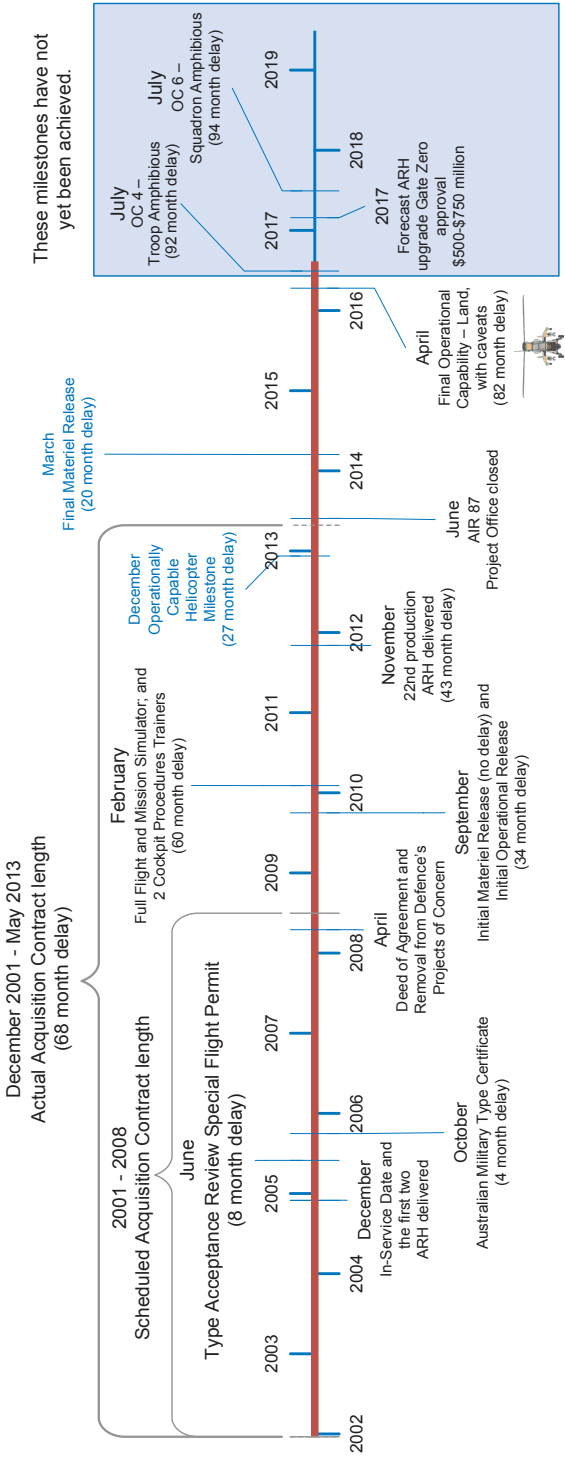 December 2001 - May 2013
Actual Acquisition Contract length
(68 month delay)
2001 - 2008
Scheduled Acquisition Contract length
June
Type Acceptance Review Special Flight Permit
(8 month delay)
February
Full Flight and Mission Simulator; and
2 Cockpit Procedures Trainers
(60 month delay)
December
Operationally
Capable
Helicopter
Milestone
(27 month delay)
March
Final Materiel Release
(20 month delay)
These milestones have not
yet been achieved.
July
OC 4 –
Troop Amphibious
(92 month delay)
July
OC 6 –
Squadron Amphibious
(94 month delay)
2002
2003
2004
2005
2006
2007
2008
2009
2010
2011
2012
2013
2014
2015
2016
2017
2018
2019
December
In-Service Date and
the first two
ARH delivered
October
Australian Military Type Certificate
(4 month delay)
April
Deed of Agreement and
Removal from Defence's
Projects of Concern
September
Initial Materiel Release (no delay) and
Initial Operational Release
(34 month delay)
November
22nd production
ARH delivered
(43 month delay)
June
AIR 87
Project Office closed
April
Final Operational
Capability – Land,
with caveats
(82 month delay)
2017
Forecast ARH
upgrade Gate Zero
approval
$500-$750 million